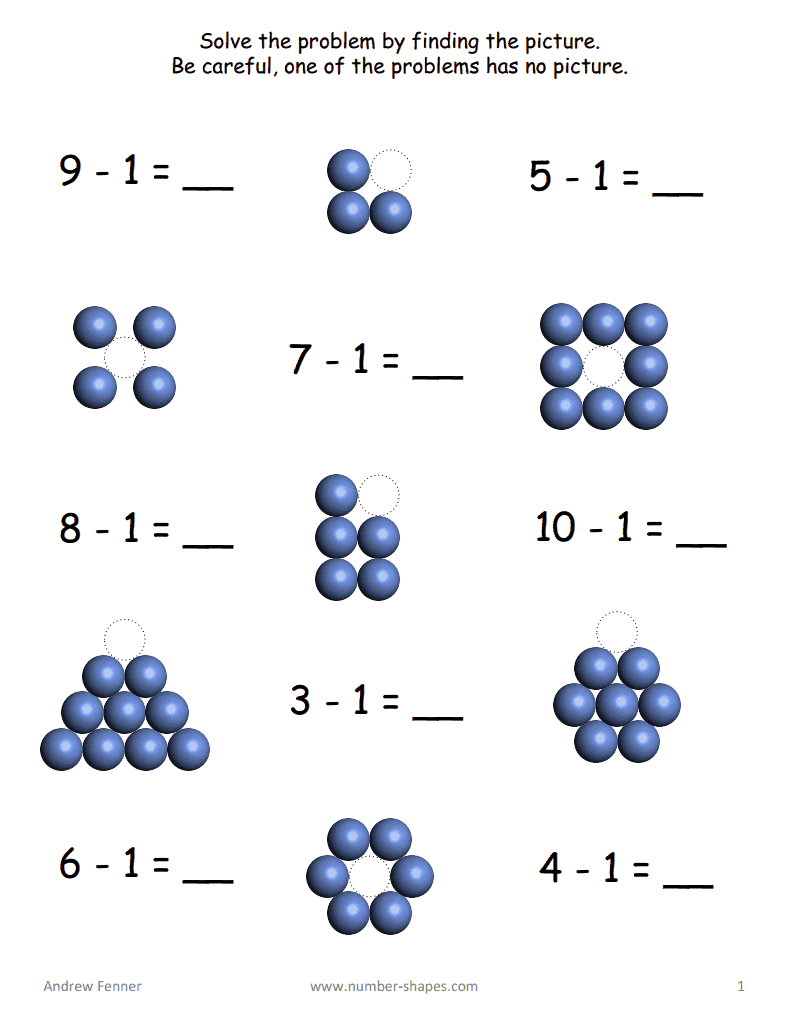 Solve the problem by finding the picture.
Be careful, one of the problems has no picture.
9 - 1 = __
5 - 1 = __
7 - 1 = __
8 - 1 = __
10 - 1 = __
3 - 1 = __
6 - 1 = __
4 - 1 = __
Andrew Fenner www.number-shapes.com 1